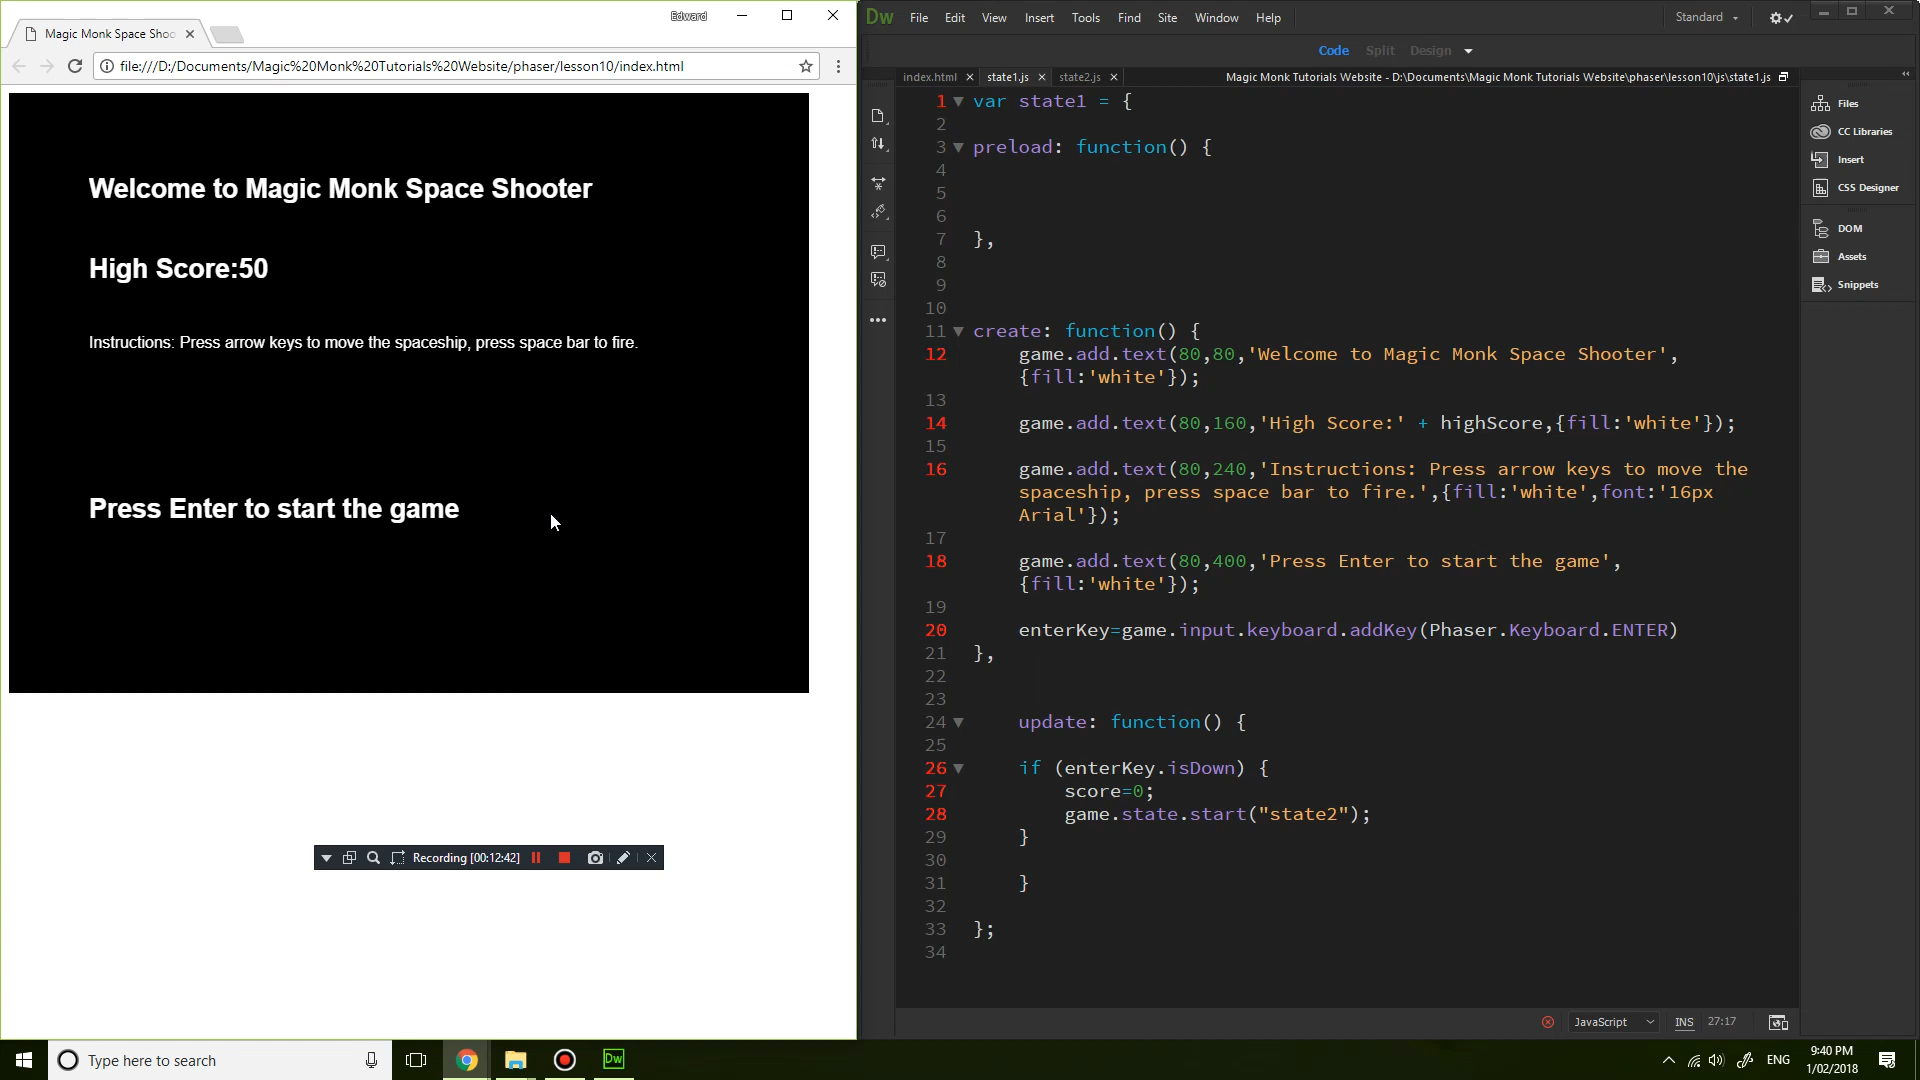 Magic Monk Space Shoo
Edward
file:///D:/Documents/Magic%20Monk%20Tutorials%20Website/phaser/lesson10/index.html
Welcome to Magic Monk Space Shooter
High Score:50
Instructions: Press arrow keys to move the spaceship, press space bar to fire.
Press Enter to start the game
Recording [00:12:42]
Dw File Edit View Insert Tools Find Site Window Help Standard
Code Split Design
index.html state1.js state2.js Magic Monk Tutorials Website - D:\Documents\Magic Monk Tutorials Website\phaser\lesson10\js\state1.js
1 var state1 = {
2
3 preload: function() {
4
5
6
7 },
8
9
10
11 create: function() {
12 game.add.text(80,80,'Welcome to Magic Monk Space Shooter',
{fill:'white'});
13
14 game.add.text(80,160,'High Score:' + highScore,{fill:'white'});
15
16 game.add.text(80,240,'Instructions: Press arrow keys to move the
spaceship, press space bar to fire.',{fill:'white',font:'16px
Arial'});
17
18 game.add.text(80,400,'Press Enter to start the game',
{fill:'white'});
19
20 enterKey=game.input.keyboard.addKey(Phaser.Keyboard.ENTER)
21 },
22
23
24 update: function() {
25
26 if (enterKey.isDown) {
27 score=0;
28 game.state.start("state2");
29 }
30
31 }
32
33 };
34
Files
CC Libraries
Insert
CSS Designer
DOM
Assets
Snippets
JavaScript INS 27:17
Type here to search
Dw
ENG
9:40 PM
1/02/2018